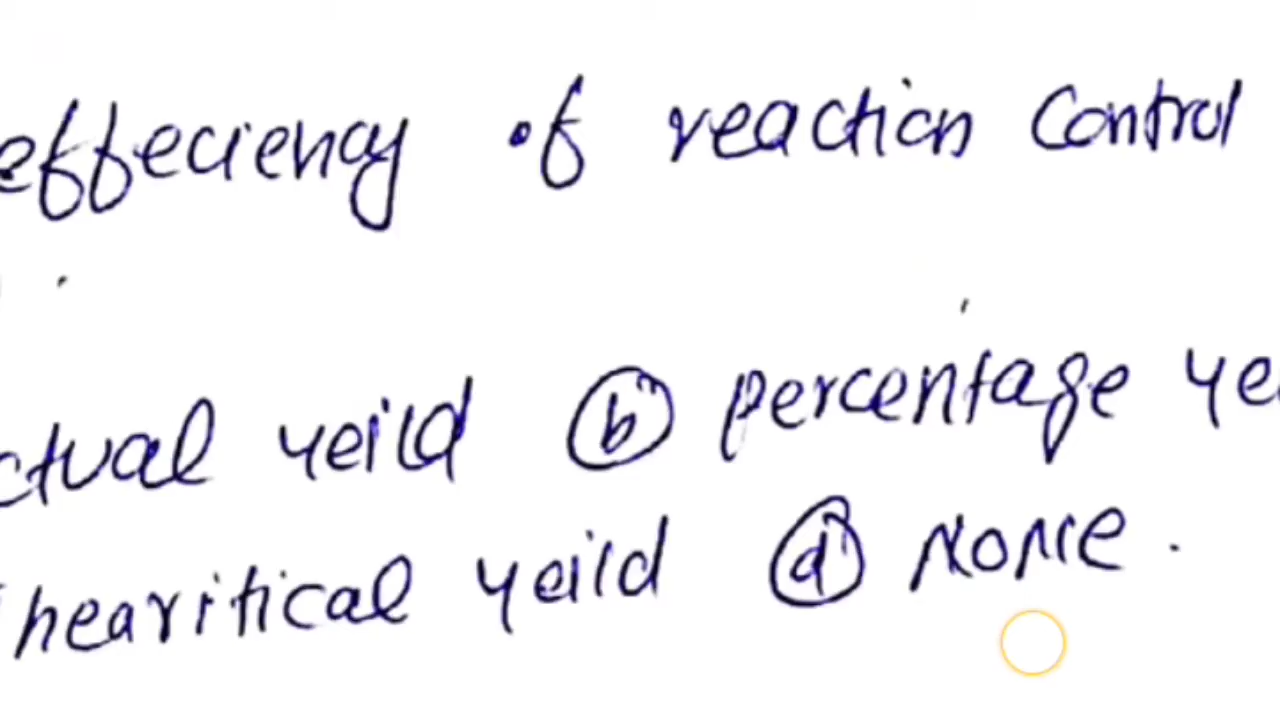 effeciency of reaction Control
ctual yeild (b) percentage ye
hearitical yeild (d) None.